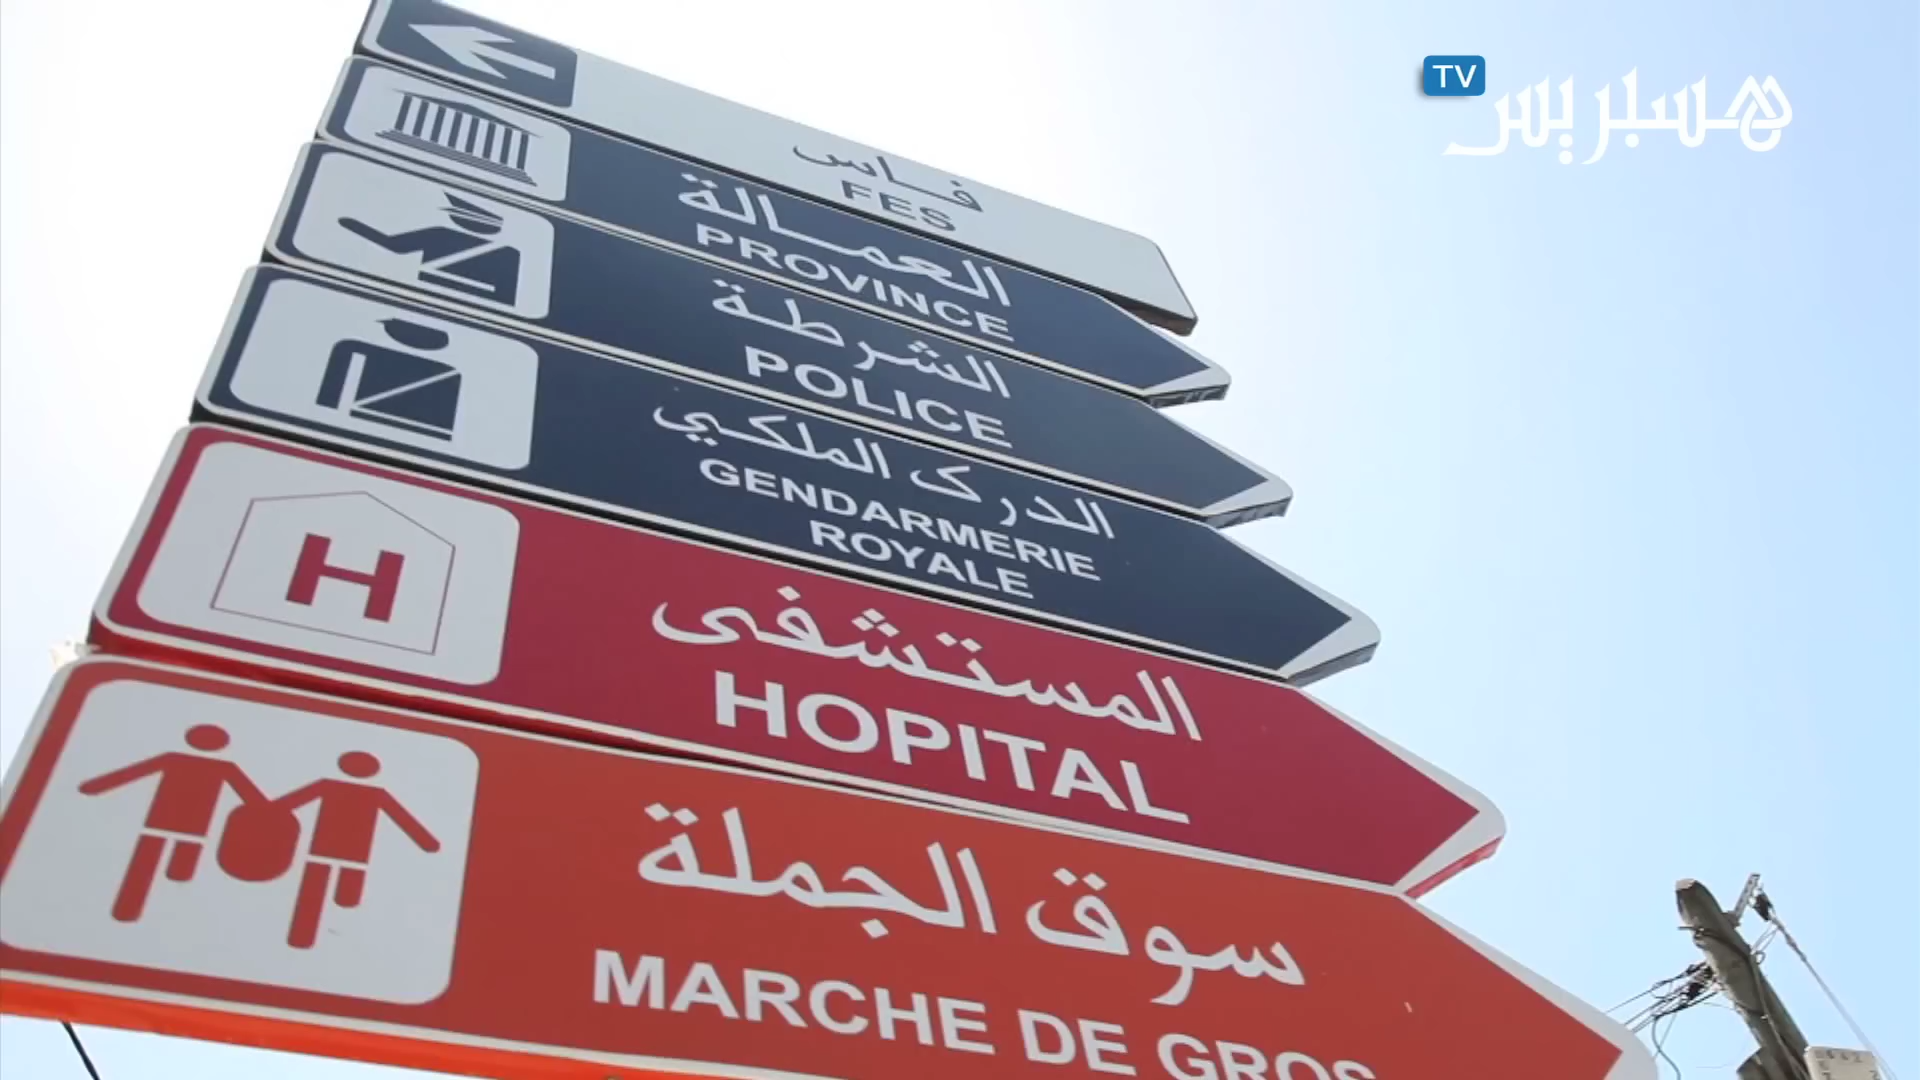 TV هسبريس
فاس
FES
العمالة
PROVINCE
الشرطة
POLICE
الدرك الملكي
GENDARMERIE
ROYALE
H
المستشفى
HOPITAL
سوق الجملة
MARCHE DE GROS